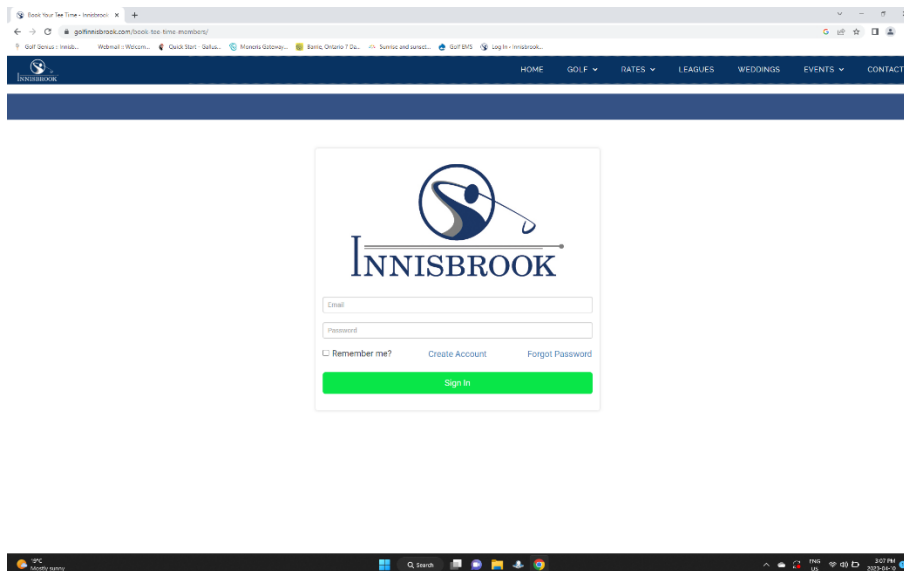 Book Your Tee Time - Innisbrook
golfinnisbrook.com/book-tee-time-members/
Golf Genius :: Innisb...
Webmail :: Welcom...
Quick Start - Gallus...
Moneris Gateway...
Barrie, Ontario 7 Da...
Sunrise and sunset...
Golf EMS
Log In ‹ Innisbrook...
INNISBROOK
HOME
GOLF
RATES
LEAGUES
WEDDINGS
EVENTS
CONTACT
INNISBROOK
Email
Password
Remember me?
Create Account
Forgot Password
Sign In
Mostly sunny
Search
ENG
US
3:07 PM